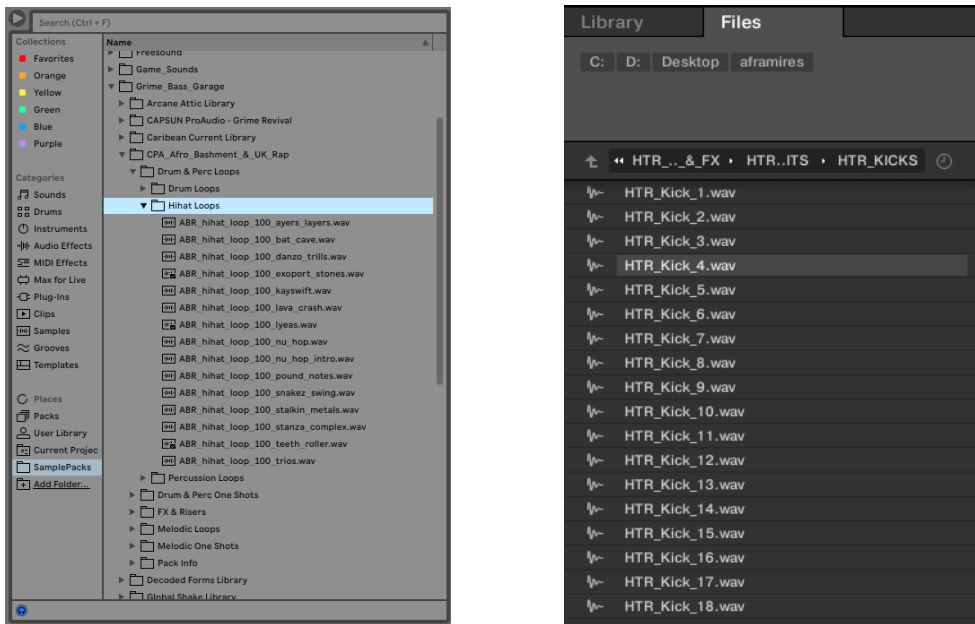 Search (Ctrl + F)
Collections
Favorites
Orange
Yellow
Green
Blue
Purple
Categories
Sounds
Drums
Instruments
Audio Effects
MIDI Effects
Max for Live
Plug-Ins
Clips
Samples
Grooves
Templates
Places
Packs
User Library
Current Projec
SamplePacks
Add Folder...
Name
Freesound
Game_Sounds
Grime_Bass_Garage
Arcane Attic Library
CAPSUN ProAudio - Grime Revival
Caribean Current Library
CPA_Afro_Bashment_&_UK_Rap
Drum & Perc Loops
Drum Loops
Hihat Loops
ABR_hihat_loop_100_ayers_layers.wav
ABR_hihat_loop_100_bat_cave.wav
ABR_hihat_loop_100_danzo_trills.wav
ABR_hihat_loop_100_exoport_stones.wav
ABR_hihat_loop_100_kayswift.wav
ABR_hihat_loop_100_lava_crash.wav
ABR_hihat_loop_100_lyeas.wav
ABR_hihat_loop_100_nu_hop.wav
ABR_hihat_loop_100_nu_hop_intro.wav
ABR_hihat_loop_100_pound_notes.wav
ABR_hihat_loop_100_snakez_swing.wav
ABR_hihat_loop_100_stalkin_metals.wav
ABR_hihat_loop_100_stanza_complex.wav
ABR_hihat_loop_100_teeth_roller.wav
ABR_hihat_loop_100_trios.wav
Percussion Loops
Drum & Perc One Shots
FX & Risers
Melodic Loops
Melodic One Shots
Pack Info
Decoded Forms Library
Global Shake Library
Library Files
C: D: Desktop aframires
HTR_.._&_FX HTR..ITS HTR_KICKS
HTR_Kick_1.wav
HTR_Kick_2.wav
HTR_Kick_3.wav
HTR_Kick_4.wav
HTR_Kick_5.wav
HTR_Kick_6.wav
HTR_Kick_7.wav
HTR_Kick_8.wav
HTR_Kick_9.wav
HTR_Kick_10.wav
HTR_Kick_11.wav
HTR_Kick_12.wav
HTR_Kick_13.wav
HTR_Kick_14.wav
HTR_Kick_15.wav
HTR_Kick_16.wav
HTR_Kick_17.wav
HTR_Kick_18.wav